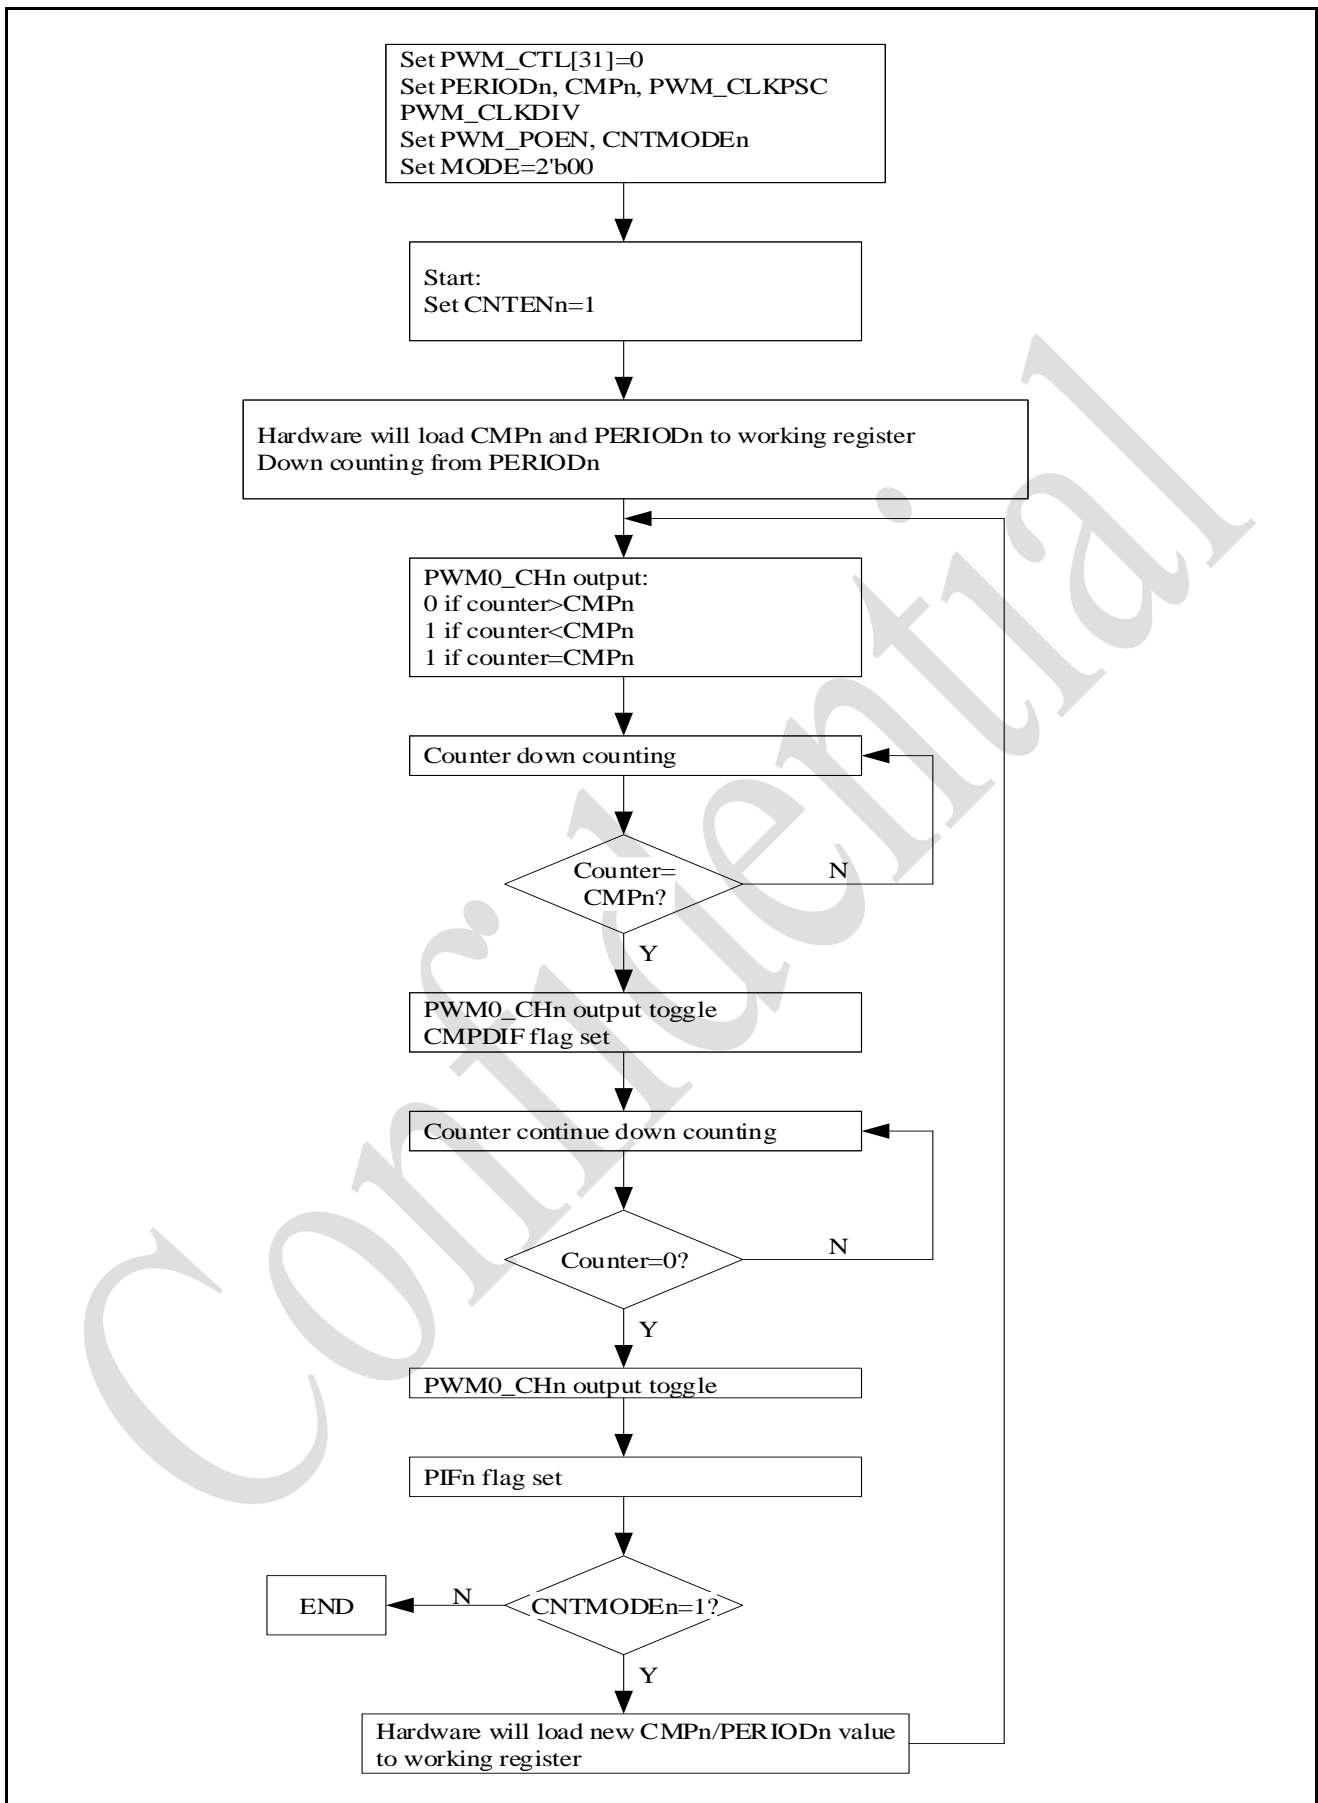 Set PWM_CTL[31]=0
Set PERIODn, CMPn, PWM_CLKPSC
PWM_CLKDIV
Set PWM_POEN, CNTMODEn
Set MODE=2'b00
Start:
Set CNTENn=1
Hardware will load CMPn and PERIODn to working register
Down counting from PERIODn
PWM0_CHn output:
0 if counter>CMPn
1 if counter<CMPn
1 if counter=CMPn
Counter down counting
Counter=
CMPn?
N
Y
PWM0_CHn output toggle
CMPDIF flag set
Counter continue down counting
Counter=0?
N
Y
PWM0_CHn output toggle
PIFn flag set
CNTMODEn=1?
N
END
Y
Hardware will load new CMPn/PERIODn value
to working register
Confidential